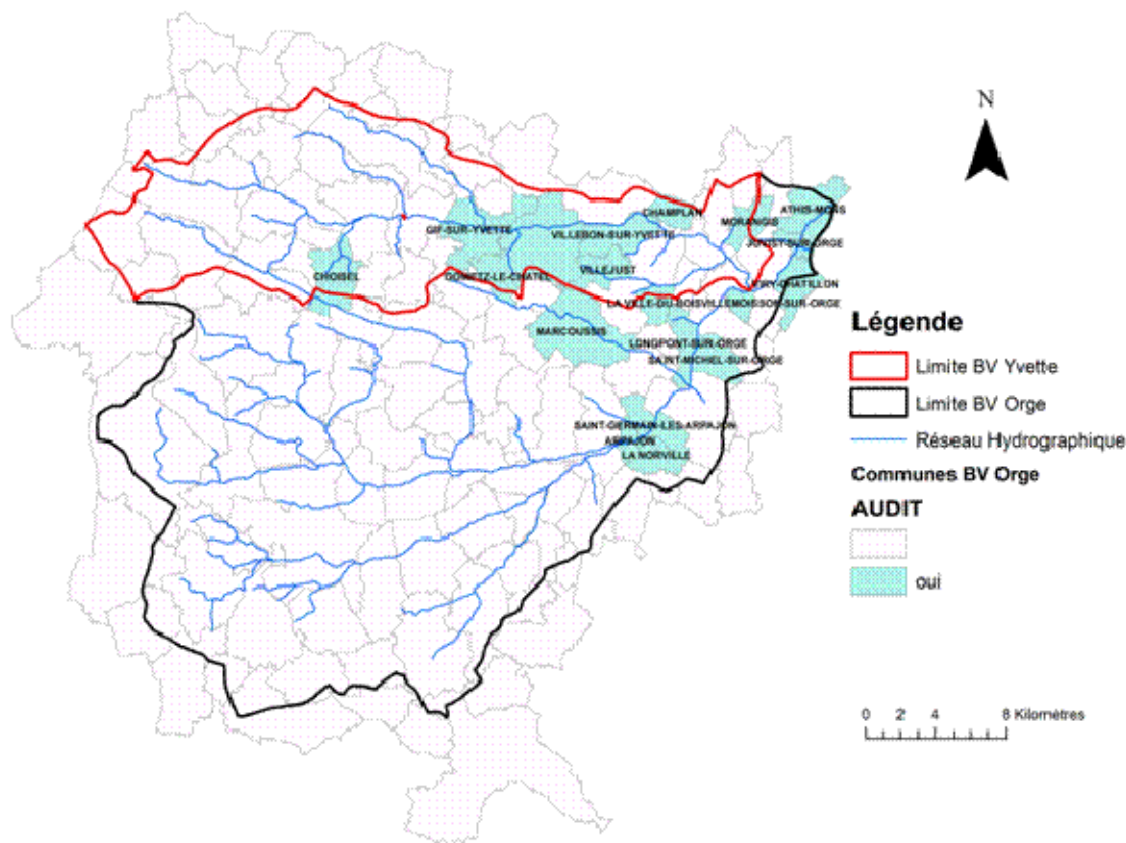 N
CHAMPLAN
ATHIS-MONS
MORANGIS
GIF-SUR-YVETTE
VILLEBON-SUR-YVETTE
JUVISY-SUR-ORGE
VILLEJUST
CHOISEL
GOMETZ-LE-CHATEL
VIRY-CHATILLON
LA VILLE-DU-BOIS
VILLEMOISSON-SUR-ORGE
MARCOUSSIS
LONGPONT-SUR-ORGE
SAINT-MICHEL-SUR-ORGE
SAINT-GERMAIN-LES-ARPAJON
ARPAJON
LA NORVILLE
Légende
Limite BV Yvette
Limite BV Orge
Réseau Hydrographique
Communes BV Orge
AUDIT
oui
0 2 4 8 Kilomètres